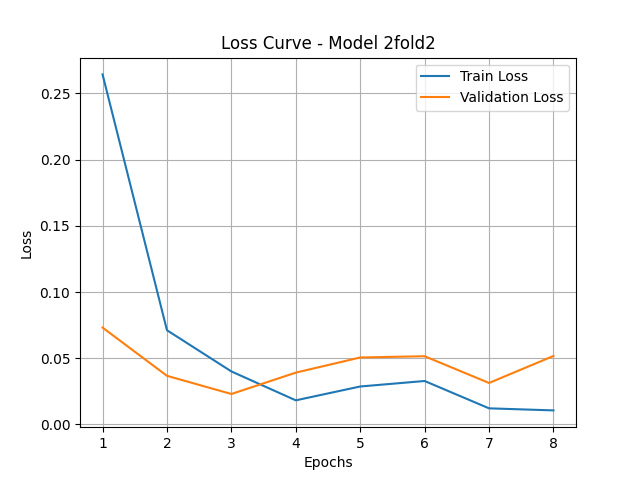 Loss Curve - Model 2fold2
Train Loss
Validation Loss
0.25
0.20
0.15
0.10
0.05
0.00
Loss
1 2 3 4 5 6 7 8
Epochs